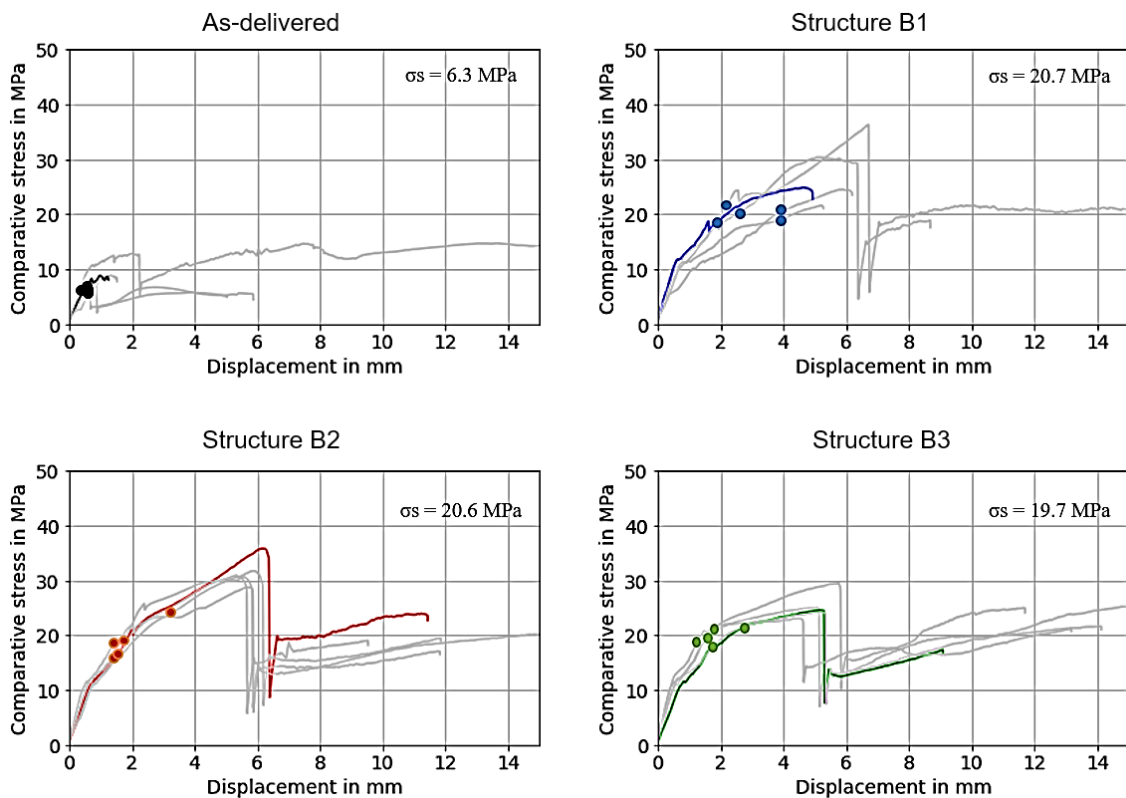 As-delivered
Structure B1
Comparative stress in MPa
50
40
30
20
10
0
σs = 6.3 MPa
0 2 4 6 8 10 12 14
Displacement in mm
Comparative stress in MPa
50
40
30
20
10
0
σs = 20.7 MPa
0 2 4 6 8 10 12 14
Displacement in mm
Structure B2
Structure B3
Comparative stress in MPa
50
40
30
20
10
0
σs = 20.6 MPa
0 2 4 6 8 10 12 14
Displacement in mm
Comparative stress in MPa
50
40
30
20
10
0
σs = 19.7 MPa
0 2 4 6 8 10 12 14
Displacement in mm